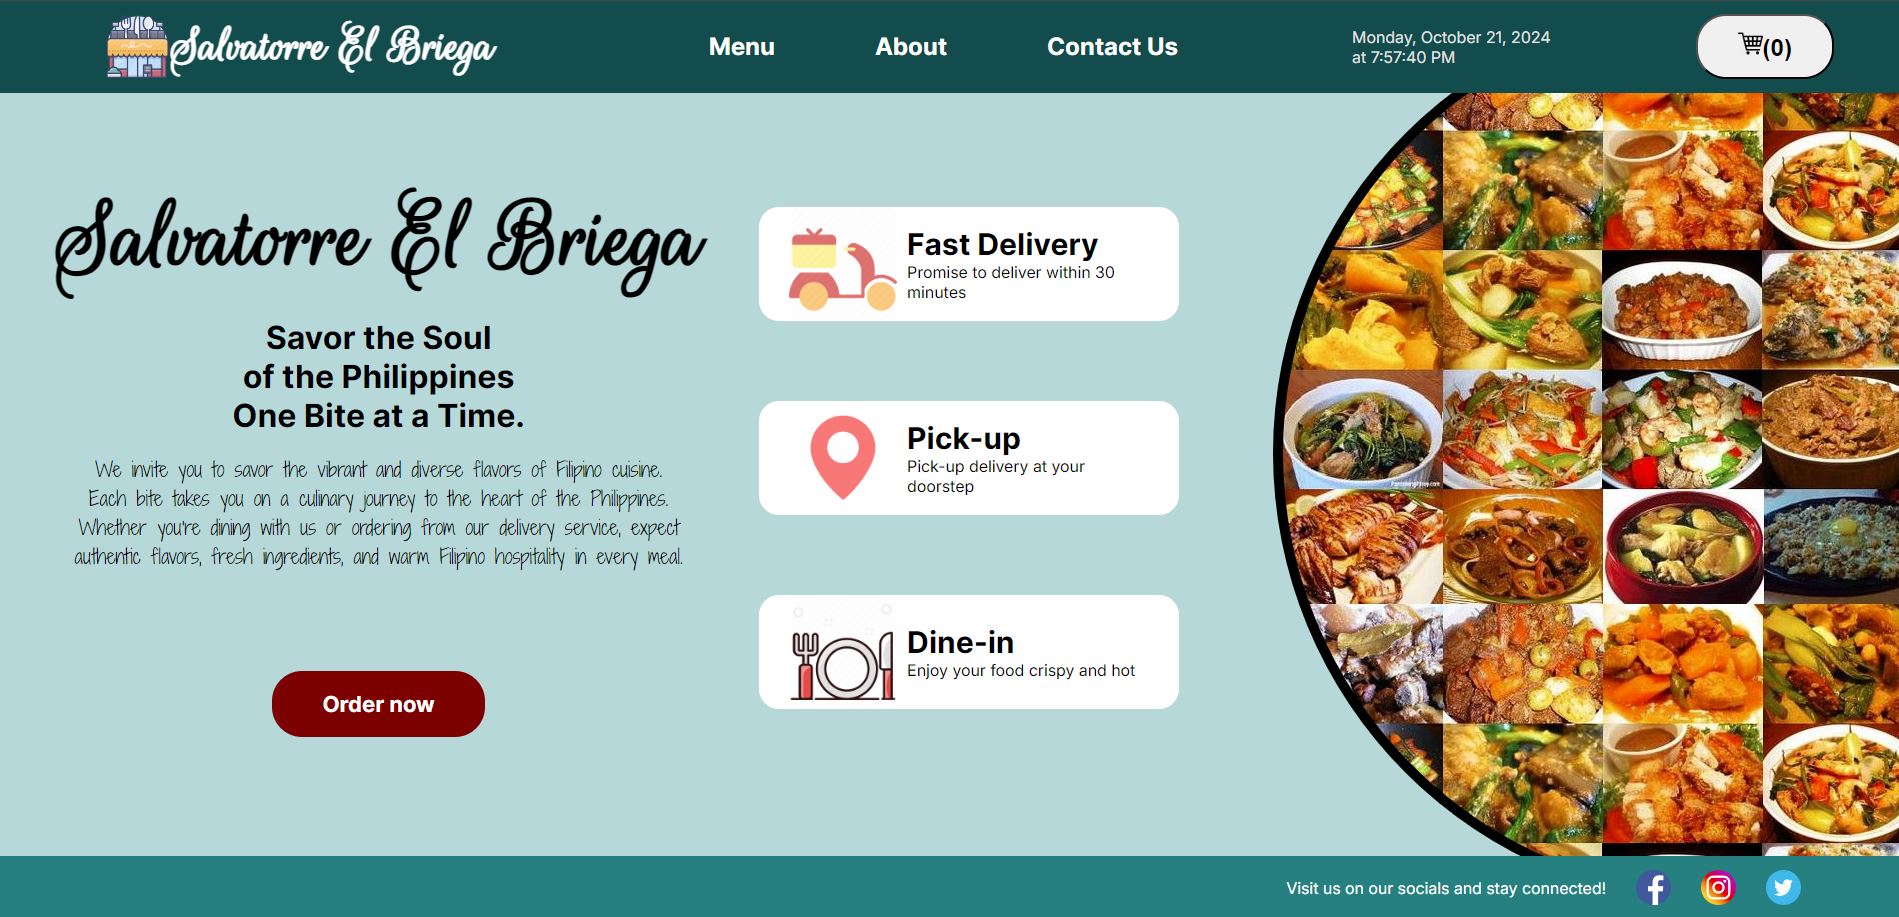 Salvatorre El Briega
Menu
About
Contact Us
Monday, October 21, 2024
at 7:57:40 PM
(0)
Salvatorre El Briega
Savor the Soul
of the Philippines
One Bite at a Time.
We invite you to savor the vibrant and diverse flavors of Filipino cuisine.
Each bite takes you on a culinary journey to the heart of the Philippines.
Whether you're dining with us or ordering from our delivery service, expect
authentic flavors, fresh ingredients, and warm Filipino hospitality in every meal.
Order now
Fast Delivery
Promise to deliver within 30
minutes
Pick-up
Pick-up delivery at your
doorstep
Dine-in
Enjoy your food crispy and hot
Visit us on our socials and stay connected!